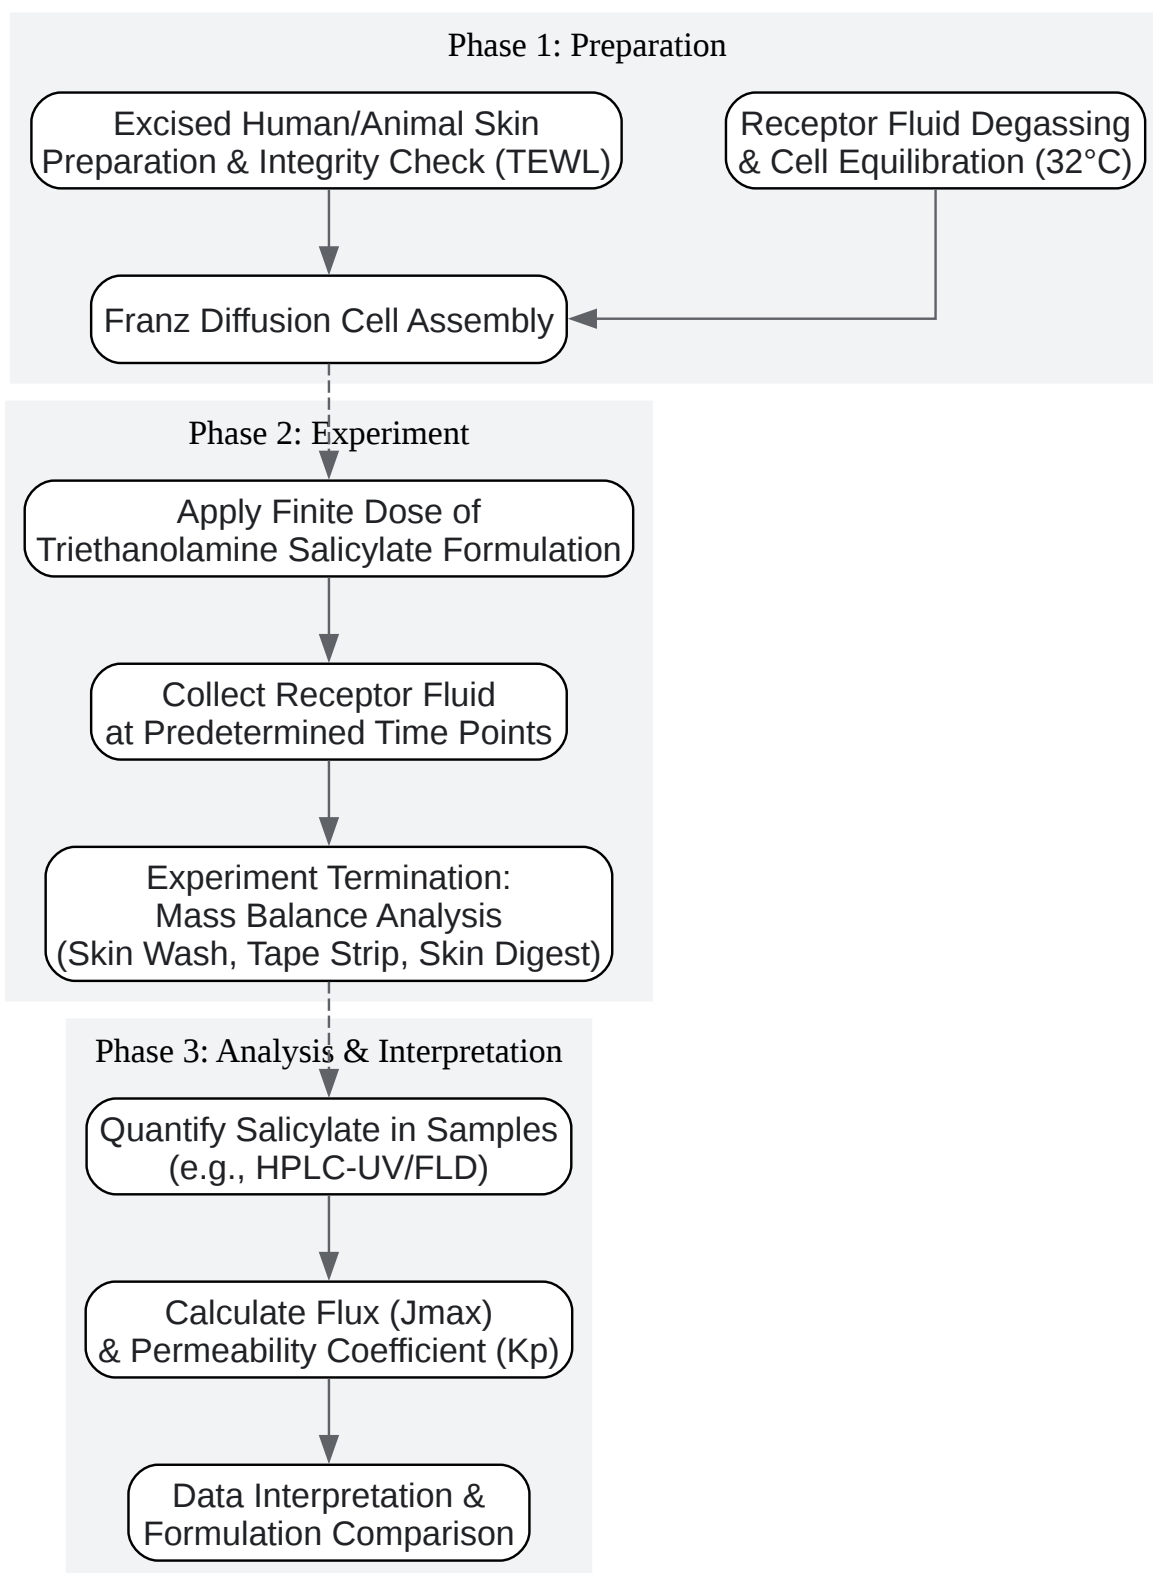 Phase 1: Preparation
Excised Human/Animal Skin
Preparation & Integrity Check (TEWL)
Receptor Fluid Degassing
& Cell Equilibration (32°C)
Franz Diffusion Cell Assembly
Phase 2: Experiment
Apply Finite Dose of
Triethanolamine Salicylate Formulation
Collect Receptor Fluid
at Predetermined Time Points
Experiment Termination:
Mass Balance Analysis
(Skin Wash, Tape Strip, Skin Digest)
Phase 3: Analysis & Interpretation
Quantify Salicylate in Samples
(e.g., HPLC-UV/FLD)
Calculate Flux (Jmax)
& Permeability Coefficient (Kp)
Data Interpretation &
Formulation Comparison